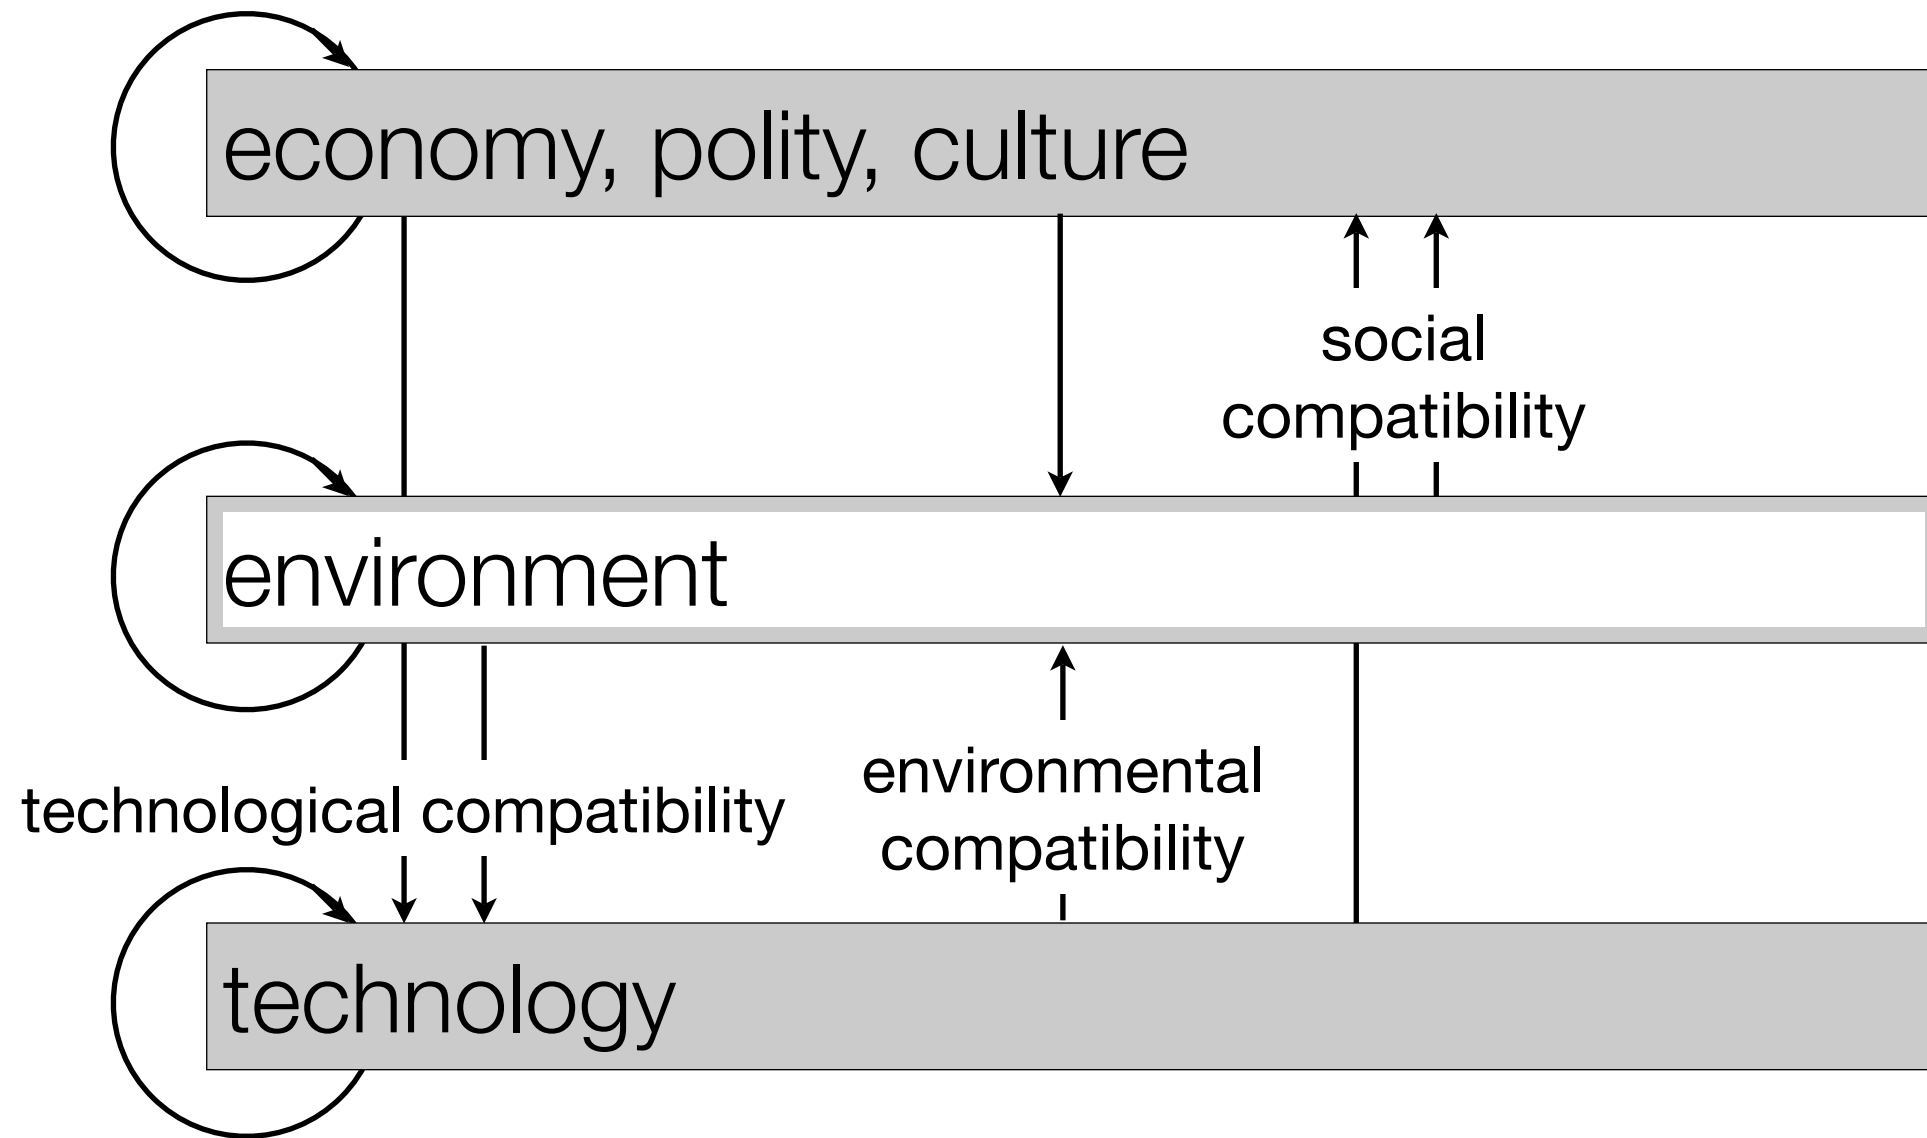 economy, polity, culture
social
compatibility
environment
technological compatibility
environmental
compatibility
technology